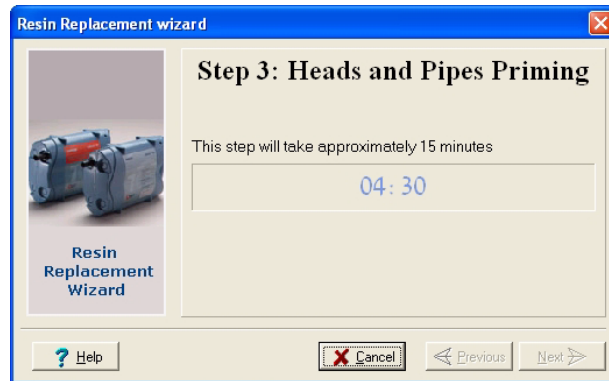 Resin Replacement wizard
Step 3: Heads and Pipes Priming
This step will take approximately 15 minutes
04: 30
Resin
Replacement
Wizard
? Help
Cancel
Previous
Next